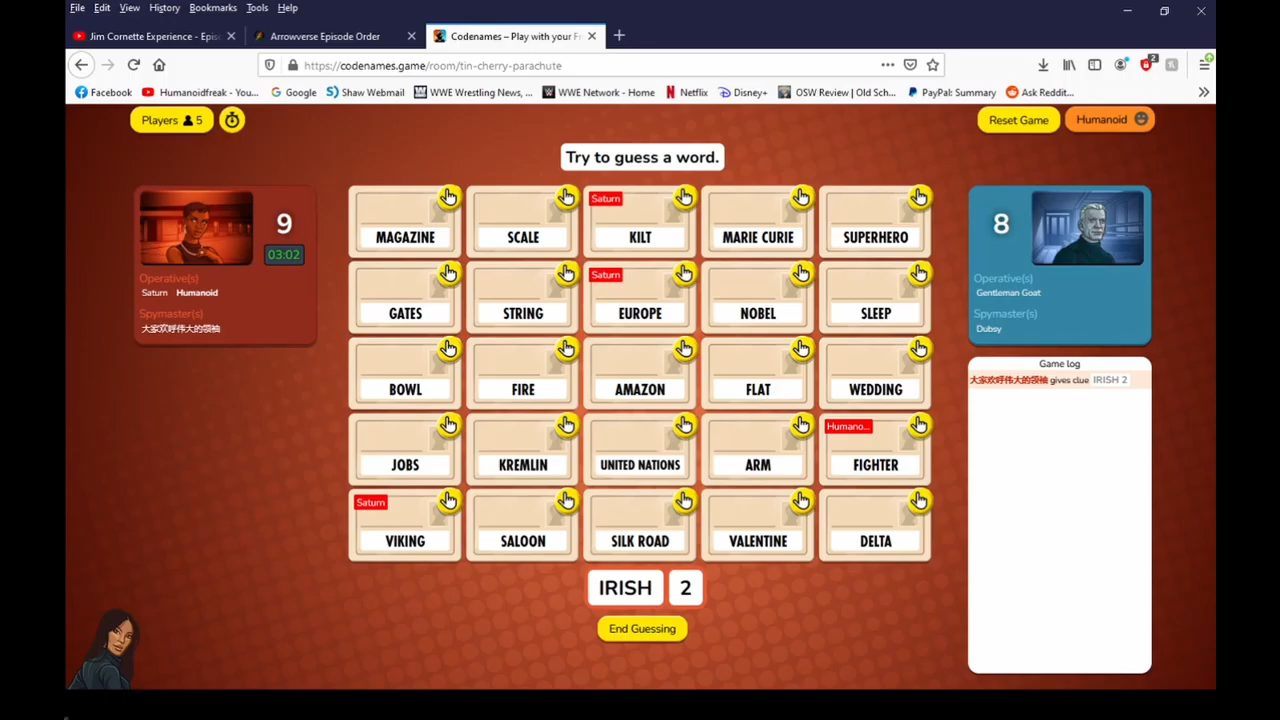 File Edit View History Bookmarks Tools Help
Jim Cornette Experience - Epis
Arrowverse Episode Order
Codenames – Play with your Fr
https://codenames.game/room/tin-cherry-parachute
2
Facebook
Humanoidfreak - You...
Google
Shaw Webmail
WWE Wrestling News, ...
WWE Network - Home
Netflix
Disney+
OSW Review | Old Sch...
PayPal: Summary
Ask Reddit...
Players 5
Reset Game
Humanoid
Try to guess a word.
9
03:02
Operative(s)
Saturn Humanoid
Spymaster(s)
大家欢呼伟大的领袖
8
Operative(s)
Gentleman Goat
Spymaster(s)
Dubsy
Saturn
MAGAZINE SCALE KILT MARIE CURIE SUPERHERO
Saturn
GATES STRING EUROPE NOBEL SLEEP
BOWL FIRE AMAZON FLAT WEDDING
Humano...
JOBS KREMLIN UNITED NATIONS ARM FIGHTER
Saturn
VIKING SALOON SILK ROAD VALENTINE DELTA
IRISH 2
End Guessing
Game log
大家欢呼伟大的领袖 gives clue IRISH 2